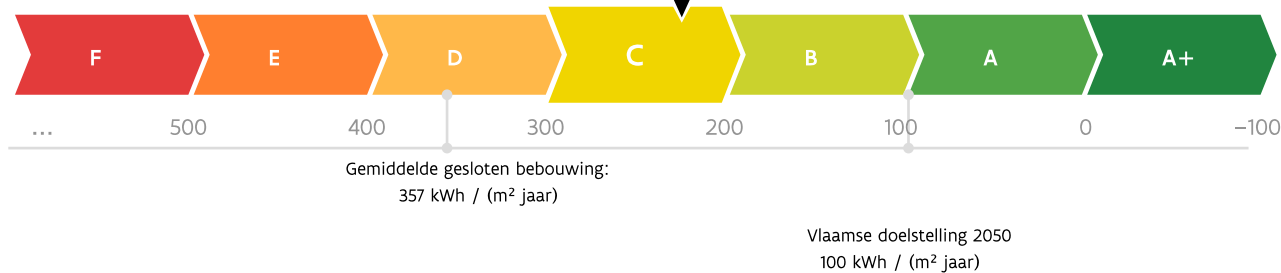 F E D C B A A+
... 500 400 300 200 100 0 –100
Gemiddelde gesloten bebouwing:
357 kWh / (m² jaar)
Vlaamse doelstelling 2050
100 kWh / (m² jaar)